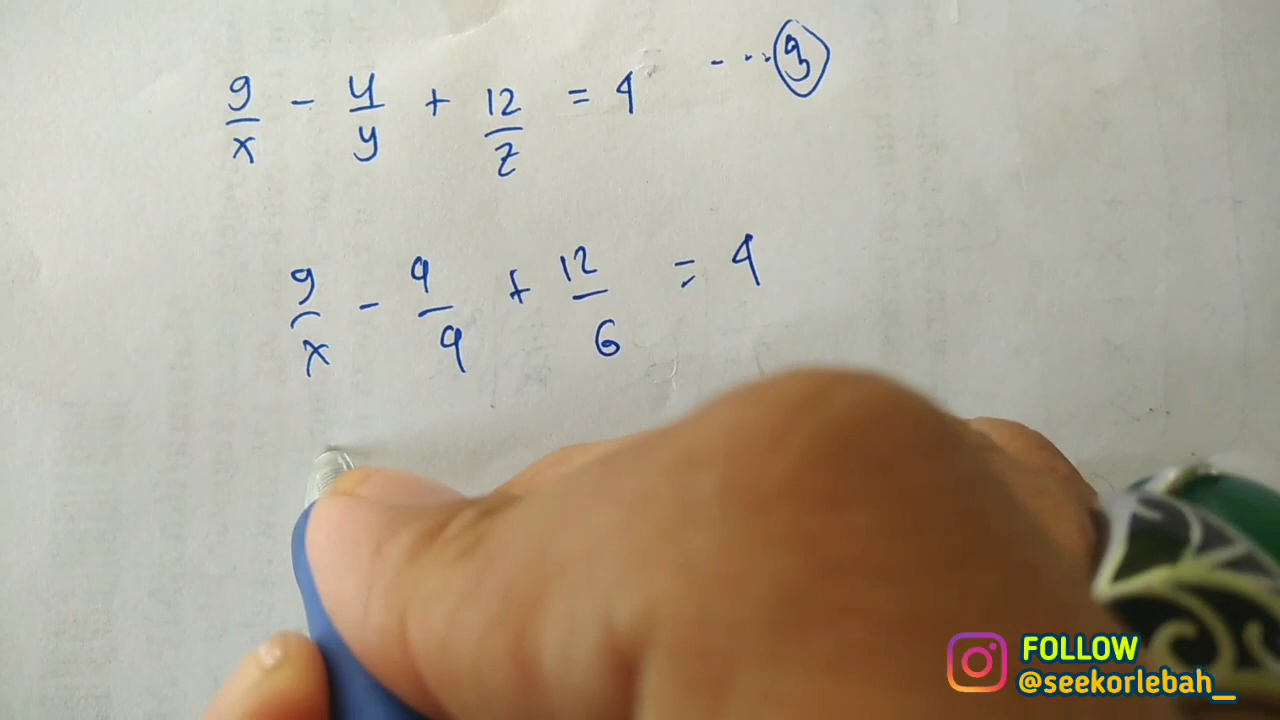 9/x - 4/y + 12/z = 4 ... 3
9/x - 4/4 + 12/6 = 4
FOLLOW
@seekorlebah_